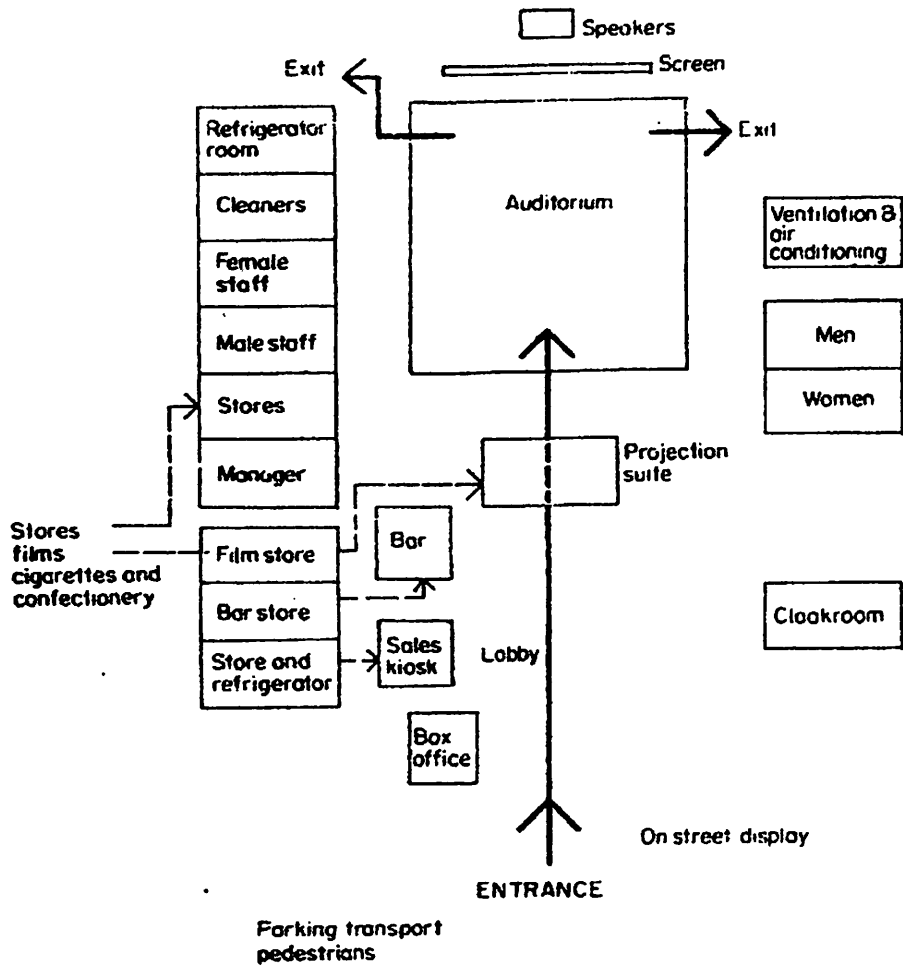 Speakers
Screen
Exit
Exit
Refrigerator
room
Cleaners
Female
staff
Male staff
Stores
Manager
Auditorium
Ventilation &
air
conditioning
Men
Women
Projection
suite
Stores
films
cigarettes and
confectionery
Film store
Bar store
Store and
refrigerator
Bar
Sales
kiosk
Lobby
Cloakroom
Box
office
On street display
ENTRANCE
Parking transport
pedestrians